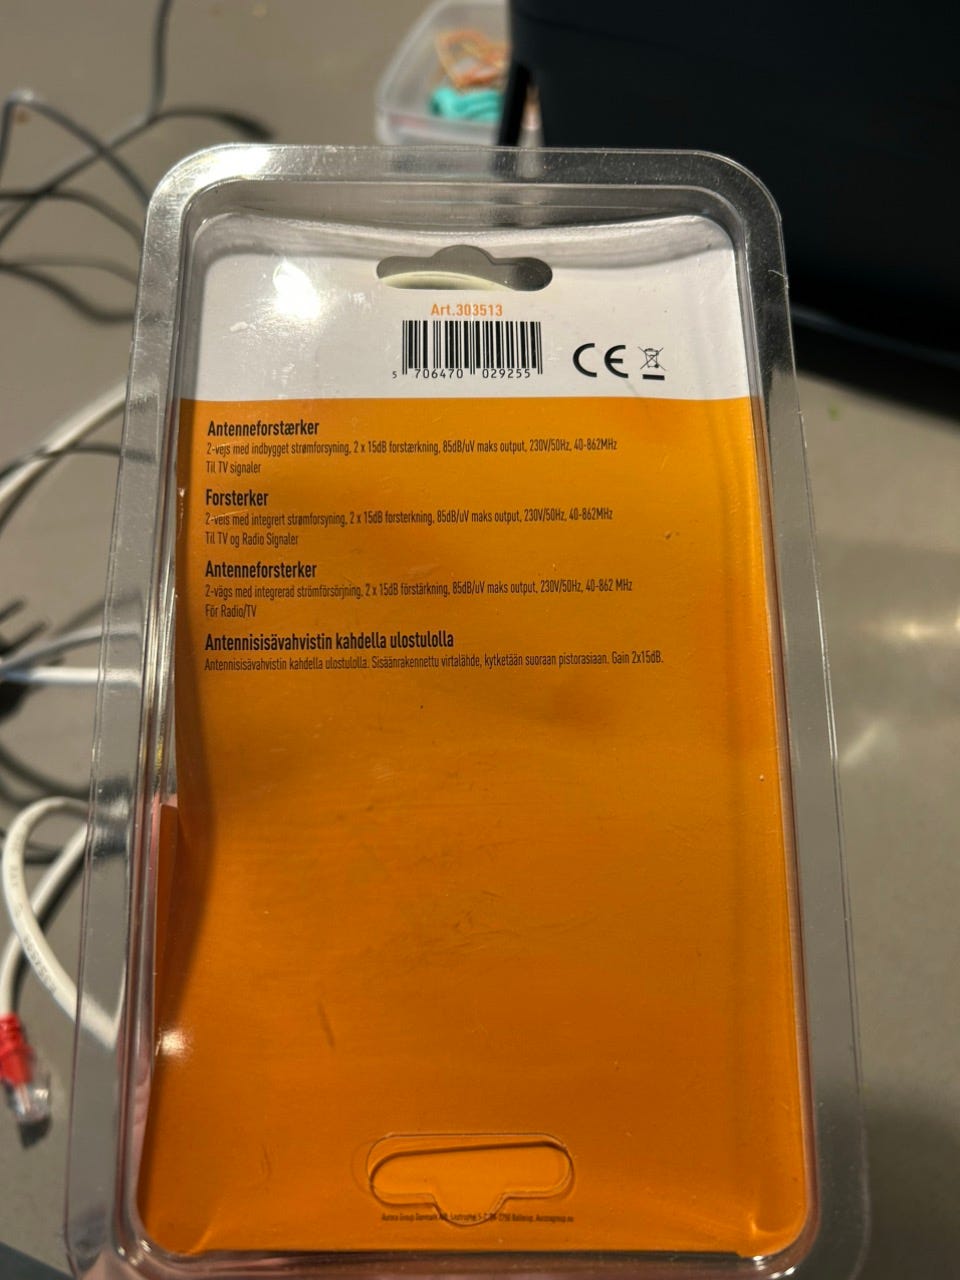 Art.303513
5 706470 029255
CE
Antenneforstærker
2-vejs med indbygget strømforsyning, 2 x 15dB forstærkning, 85dB/uV maks output, 230V/50Hz, 40-862MHz
Til TV signaler
Forsterker
2-veis med integrert strømforsyning, 2 x 15dB forsterkning, 85dB/uV maks output, 230V/50Hz, 40-862MHz
Til TV og Radio Signaler
Antenneforsterker
2-vägs med integrerad strömförsörjning, 2 x 15dB förstärkning, 85dB/uV maks output, 230V/50Hz, 40-862 MHz
För Radio/TV
Antennisisävahvistin kahdella ulostulolla
Antennisisävahvistin kahdella ulostulolla. Sisäänrakennettu virtalähde, kytketään suoraan pistorasiaan. Gain 2x15dB.
Aurora Group Danmark